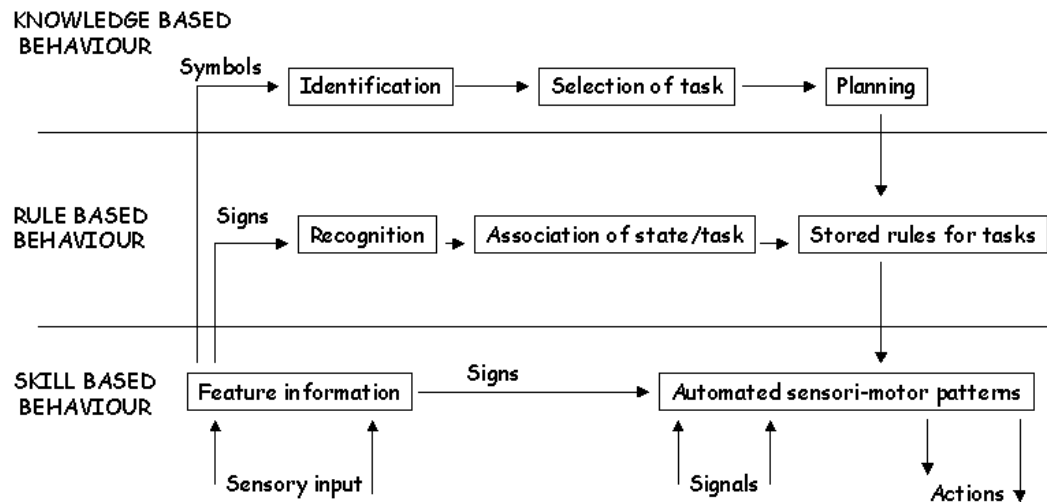 KNOWLEDGE BASED
BEHAVIOUR
Symbols
Identification
Selection of task
Planning
RULE BASED
BEHAVIOUR
Signs
Recognition
Association of state/task
Stored rules for tasks
SKILL BASED
BEHAVIOUR
Feature information
Signs
Automated sensori-motor patterns
Sensory input
Signals
Actions